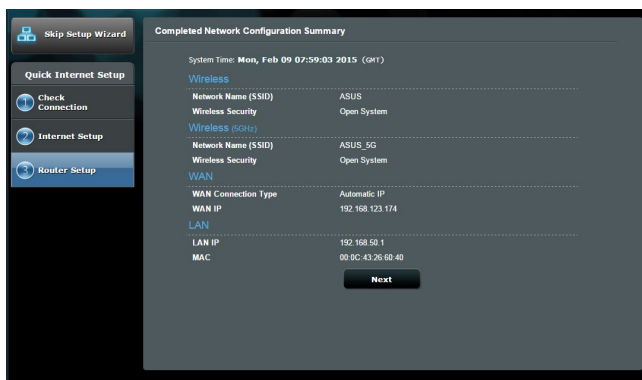 Skip Setup Wizard
Quick Internet Setup
1 Check Connection
2 Internet Setup
3 Router Setup
Completed Network Configuration Summary
System Time: Mon, Feb 09 07:59:03 2015 (GMT)
Wireless
Network Name (SSID) ASUS
Wireless Security Open System
Wireless (5GHz)
Network Name (SSID) ASUS_5G
Wireless Security Open System
WAN
WAN Connection Type Automatic IP
WAN IP 192.168.123.174
LAN
LAN IP 192.168.50.1
MAC 00:0C:43:26:60:40
Next